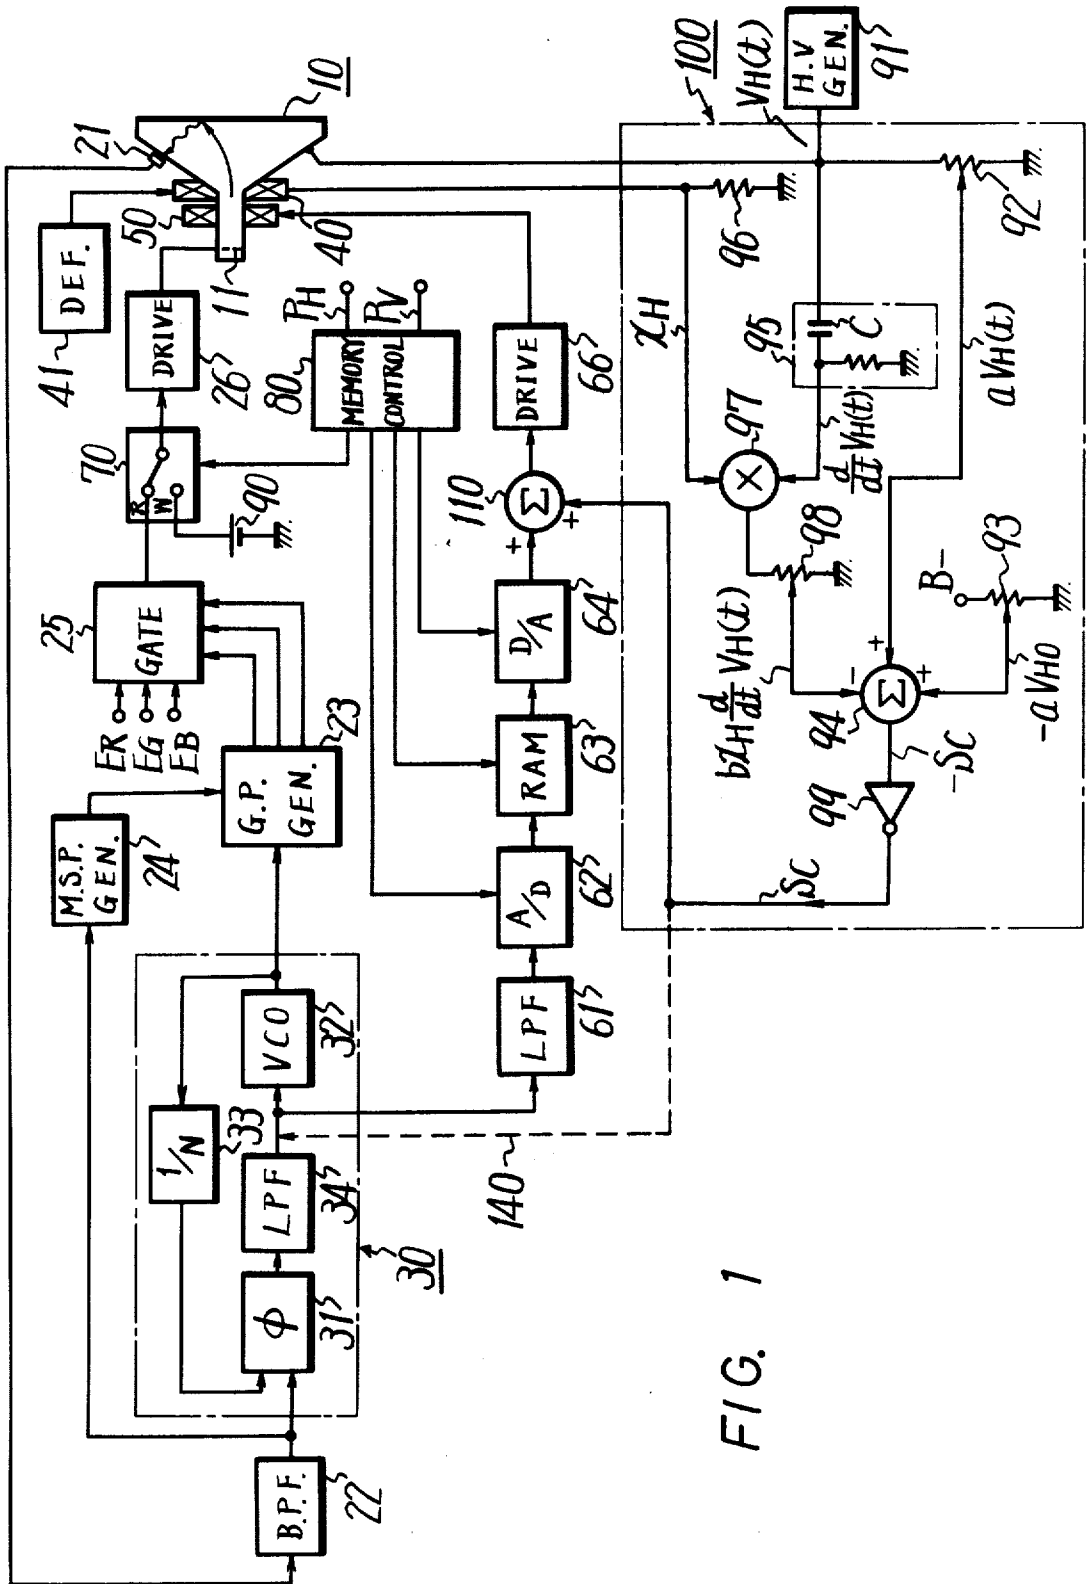 B.P.F.
22
M.S.P.
GEN.
24
1/N
33
ϕ
31
LPF
34
VCO
32
30
G.P.
GEN.
23
ER
EG
EB
GATE
25
R
W
70
90
DRIVE
26
DEF.
41
50
11
40
21
10
MEMORY
CONTROL
80
PH
PV
LPF
61
A/D
62
RAM
63
D/A
64
Σ
+
+
110
DRIVE
66
140
100
VH(t)
H.V
GEN.
91
92
aVH(t)
96
χH
95
C
d/dt VH(t)
×
97
98
bχH d/dt VH(t)
B-
93
-aVHO
Σ
-
+
+
94
-δC
99
δC
FIG. 1